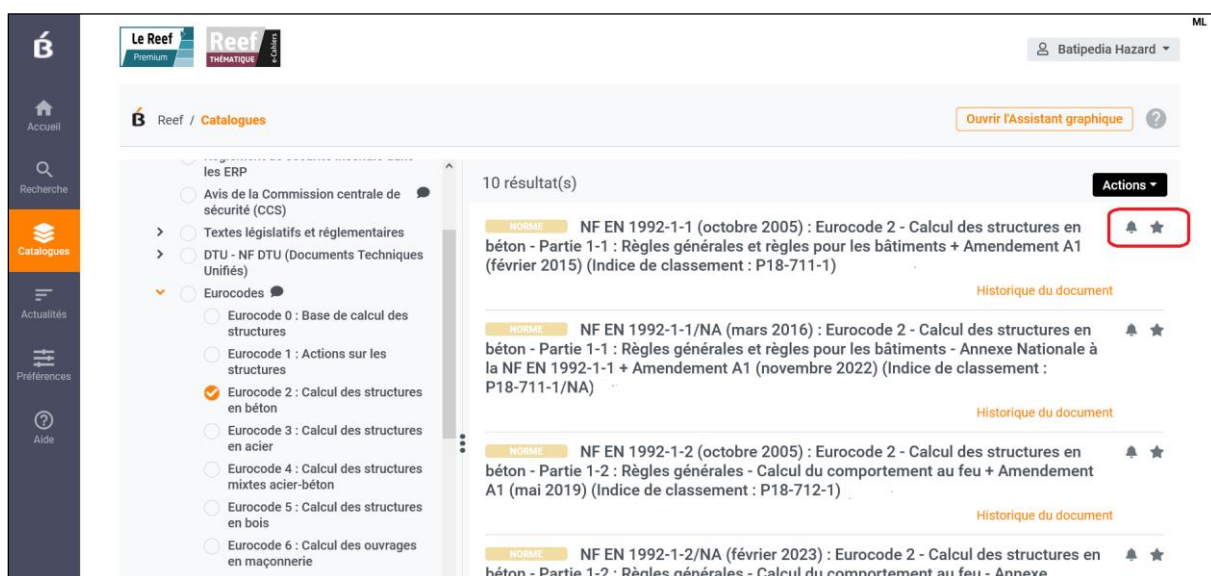 ML
Ḃ
Le Reef
Premium
Reef
THÉMATIQUE
e-Cahiers
Batipedia Hazard
Accueil
Recherche
Catalogues
Actualités
Préférences
Aide
Reef / Catalogues
Ouvrir l'Assistant graphique
?
les ERP
Avis de la Commission centrale de
sécurité (CCS)
Textes législatifs et réglementaires
DTU - NF DTU (Documents Techniques
Unifiés)
Eurocodes
Eurocode 0 : Base de calcul des
structures
Eurocode 1 : Actions sur les
structures
Eurocode 2 : Calcul des structures
en béton
Eurocode 3 : Calcul des structures
en acier
Eurocode 4 : Calcul des structures
mixtes acier-béton
Eurocode 5 : Calcul des structures
en bois
Eurocode 6 : Calcul des ouvrages
en maçonnerie
10 résultat(s)
Actions
NORME NF EN 1992-1-1 (octobre 2005) : Eurocode 2 - Calcul des structures en
béton - Partie 1-1 : Règles générales et règles pour les bâtiments + Amendement A1
(février 2015) (Indice de classement : P18-711-1)
Historique du document
NORME NF EN 1992-1-1/NA (mars 2016) : Eurocode 2 - Calcul des structures en
béton - Partie 1-1 : Règles générales et règles pour les bâtiments - Annexe Nationale à
la NF EN 1992-1-1 + Amendement A1 (novembre 2022) (Indice de classement :
P18-711-1/NA)
Historique du document
NORME NF EN 1992-1-2 (octobre 2005) : Eurocode 2 - Calcul des structures en
béton - Partie 1-2 : Règles générales - Calcul du comportement au feu + Amendement
A1 (mai 2019) (Indice de classement : P18-712-1)
Historique du document
NORME NF EN 1992-1-2/NA (février 2023) : Eurocode 2 - Calcul des structures en
béton - Partie 1-2 : Règles générales - Calcul du comportement au feu - Annexe